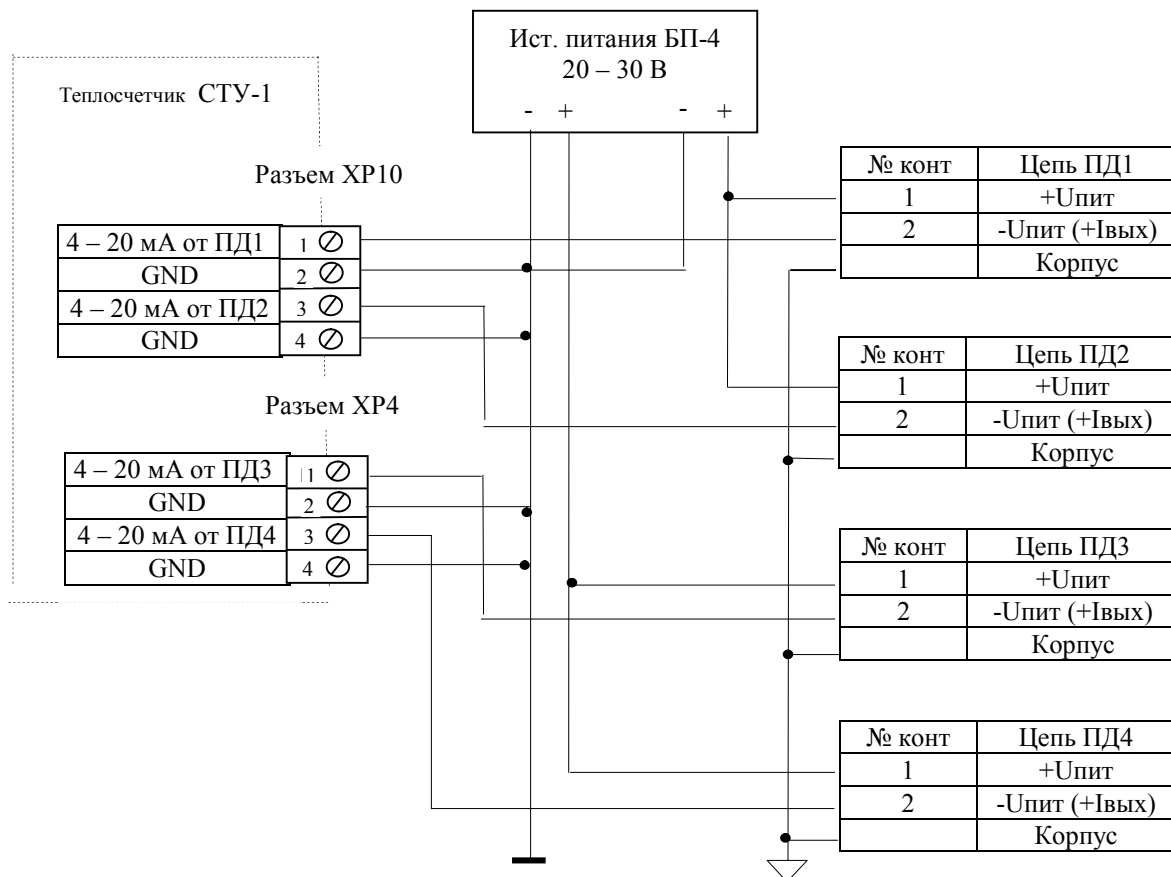 Ист. питания БП-4
20 – 30 В
- + - +
Теплосчетчик СТУ-1
Разъем ХР10
4 – 20 мА от ПД1 1
GND 2
4 – 20 мА от ПД2 3
GND 4
Разъем ХР4
4 – 20 мА от ПД3 1
GND 2
4 – 20 мА от ПД4 3
GND 4
№ конт Цепь ПД1
1 +Uпит
2 -Uпит (+Iвых)
Корпус
№ конт Цепь ПД2
1 +Uпит
2 -Uпит (+Iвых)
Корпус
№ конт Цепь ПД3
1 +Uпит
2 -Uпит (+Iвых)
Корпус
№ конт Цепь ПД4
1 +Uпит
2 -Uпит (+Iвых)
Корпус